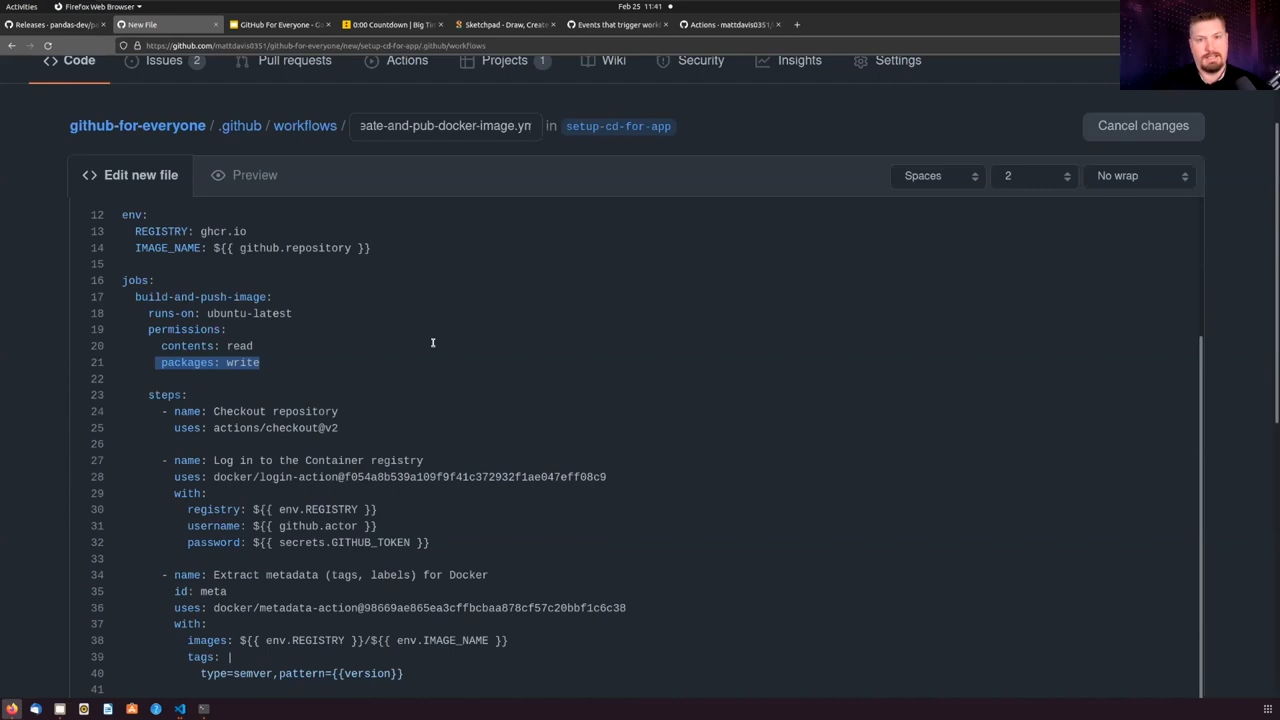 Activities
Firefox Web Browser
Feb 25 11:41
Releases · pandas-dev/pa
New File
GitHub For Everyone - Go
0:00 Countdown | Big Ti
Sketchpad - Draw, Create
Events that trigger work
Actions · mattdavis0351/
https://github.com/mattdavis0351/github-for-everyone/new/setup-cd-for-app/.github/workflows
Code
Issues 2
Pull requests
Actions
Projects 1
Wiki
Security
Insights
Settings
github-for-everyone / .github / workflows / eate-and-pub-docker-image.ym in setup-cd-for-app
Cancel changes
Edit new file
Preview
Spaces
2
No wrap
12 env:
13 REGISTRY: ghcr.io
14 IMAGE_NAME: ${{ github.repository }}
15
16 jobs:
17 build-and-push-image:
18 runs-on: ubuntu-latest
19 permissions:
20 contents: read
21 packages: write
22
23 steps:
24 - name: Checkout repository
25 uses: actions/checkout@v2
26
27 - name: Log in to the Container registry
28 uses: docker/login-action@f054a8b539a109f9f41c372932f1ae047eff08c9
29 with:
30 registry: ${{ env.REGISTRY }}
31 username: ${{ github.actor }}
32 password: ${{ secrets.GITHUB_TOKEN }}
33
34 - name: Extract metadata (tags, labels) for Docker
35 id: meta
36 uses: docker/metadata-action@98669ae865ea3cffbcbaa878cf57c20bbf1c6c38
37 with:
38 images: ${{ env.REGISTRY }}/${{ env.IMAGE_NAME }}
39 tags: |
40 type=semver,pattern={{version}}
41